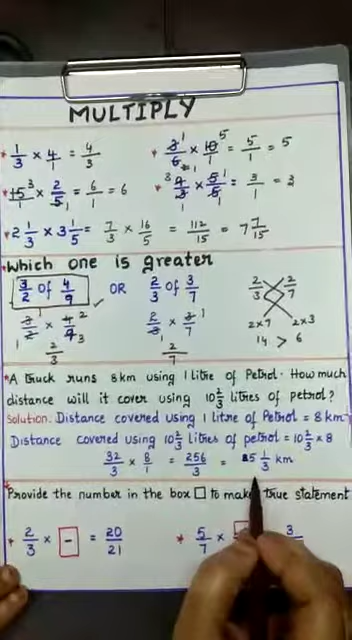 MULTIPLY
* 1/3 × 4/1 = 4/3 * 3/6 × 10/1 = 5/1 = 5
* 15/1 × 2/5 = 6/1 = 6 * 9/3 × 5/5 = 3/1 = 3
* 2 1/3 × 3 1/5 = 7/3 × 16/5 = 112/15 = 7 7/15
* Which one is greater
3/2 of 4/9 OR 2/3 of 3/7 2/3 2/7
3/2 × 4/9 2/3 × 3/7 2×7 2×3
2/3 2/7 14 > 6
* A truck runs 8km using 1 litre of Petrol. How much
distance will it cover using 10 2/3 litres of petrol?
Solution: Distance covered using 1 litre of Petrol = 8 km
Distance covered using 10 2/3 litres of petrol = 10 2/3 × 8
32/3 × 8/1 = 256/3 = 85 1/3 km
* Provide the number in the box □ to make true statement
* 2/3 × - = 20/21 * 5/7 × 3